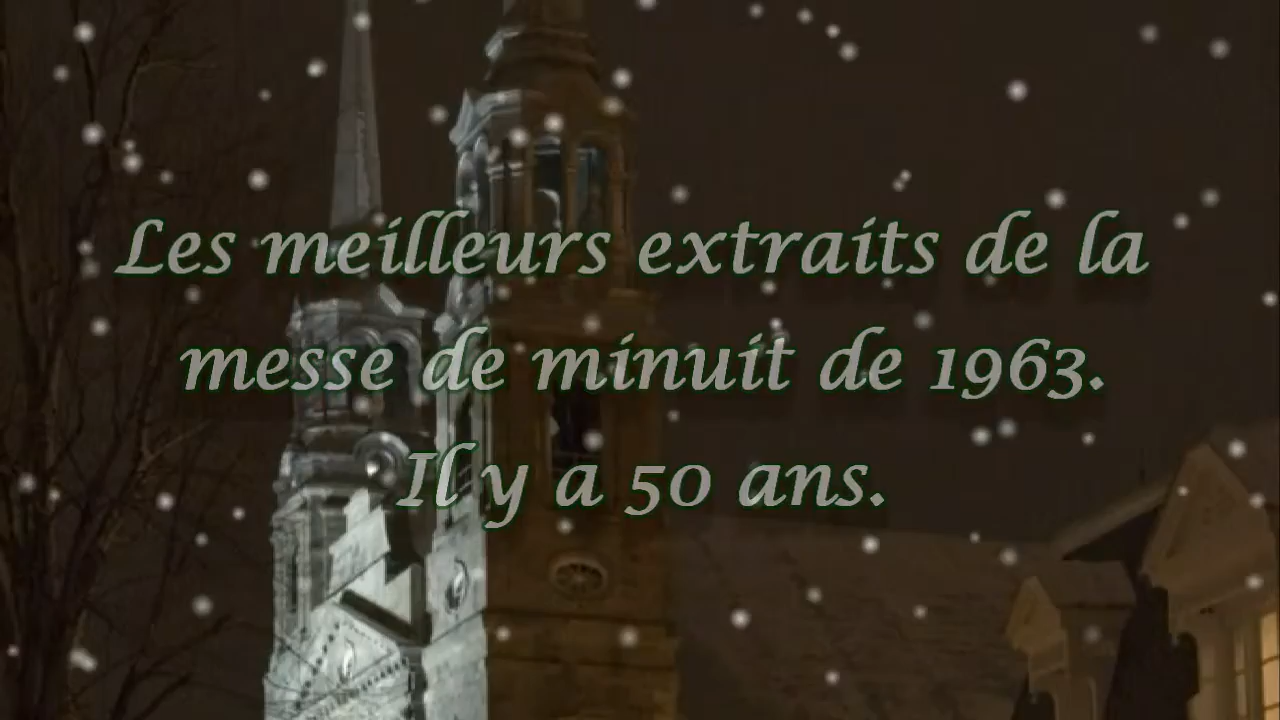 Les meilleurs extraits de la
messe de minuit de 1963.
Il y a 50 ans.